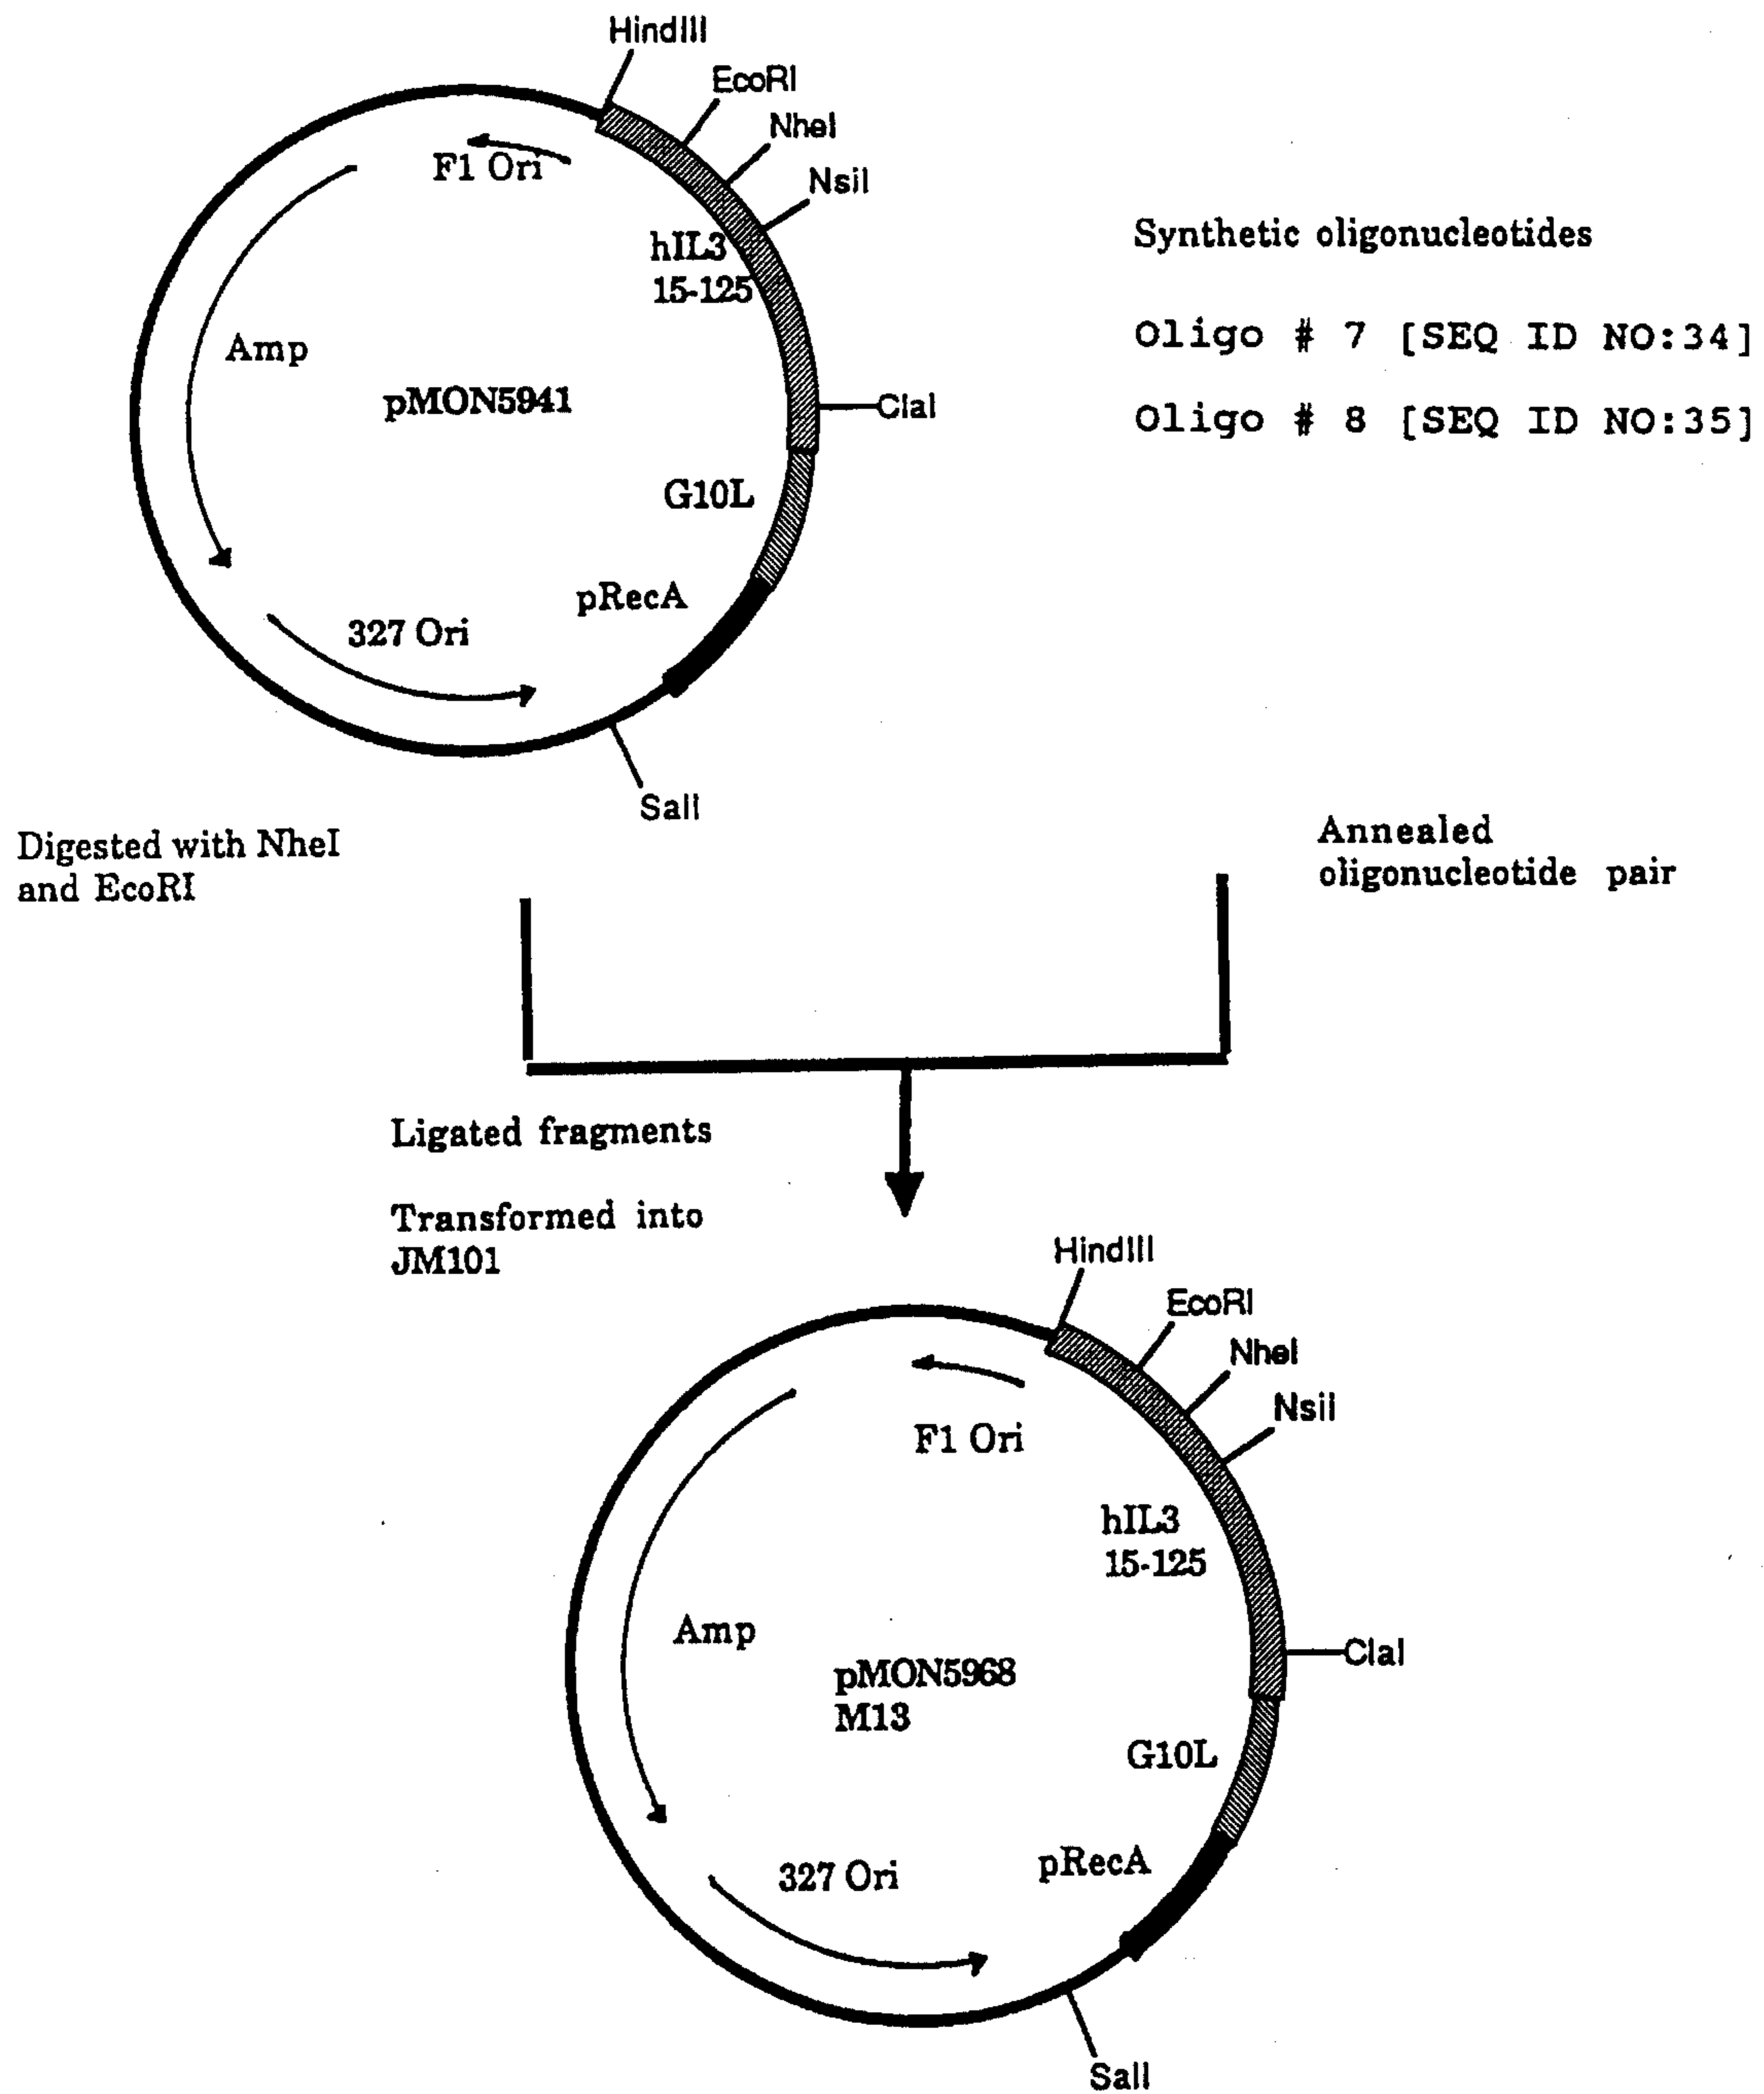 HindIII
EcoRI
NheI
NsiI
F1 Ori
hIL3
15-125
Amp
pMON5941
ClaI
G10L
pRecA
327 Ori
SalI
Synthetic oligonucleotides
Oligo # 7 [SEQ ID NO:34]
Oligo # 8 [SEQ ID NO:35]
Digested with NheI
and EcoRI
Annealed
oligonucleotide pair
Ligated fragments
Transformed into
JM101
HindIII
EcoRI
NheI
NsiI
F1 Ori
hIL3
15-125
Amp
pMON5968
M13
ClaI
G10L
pRecA
327 Ori
SalI